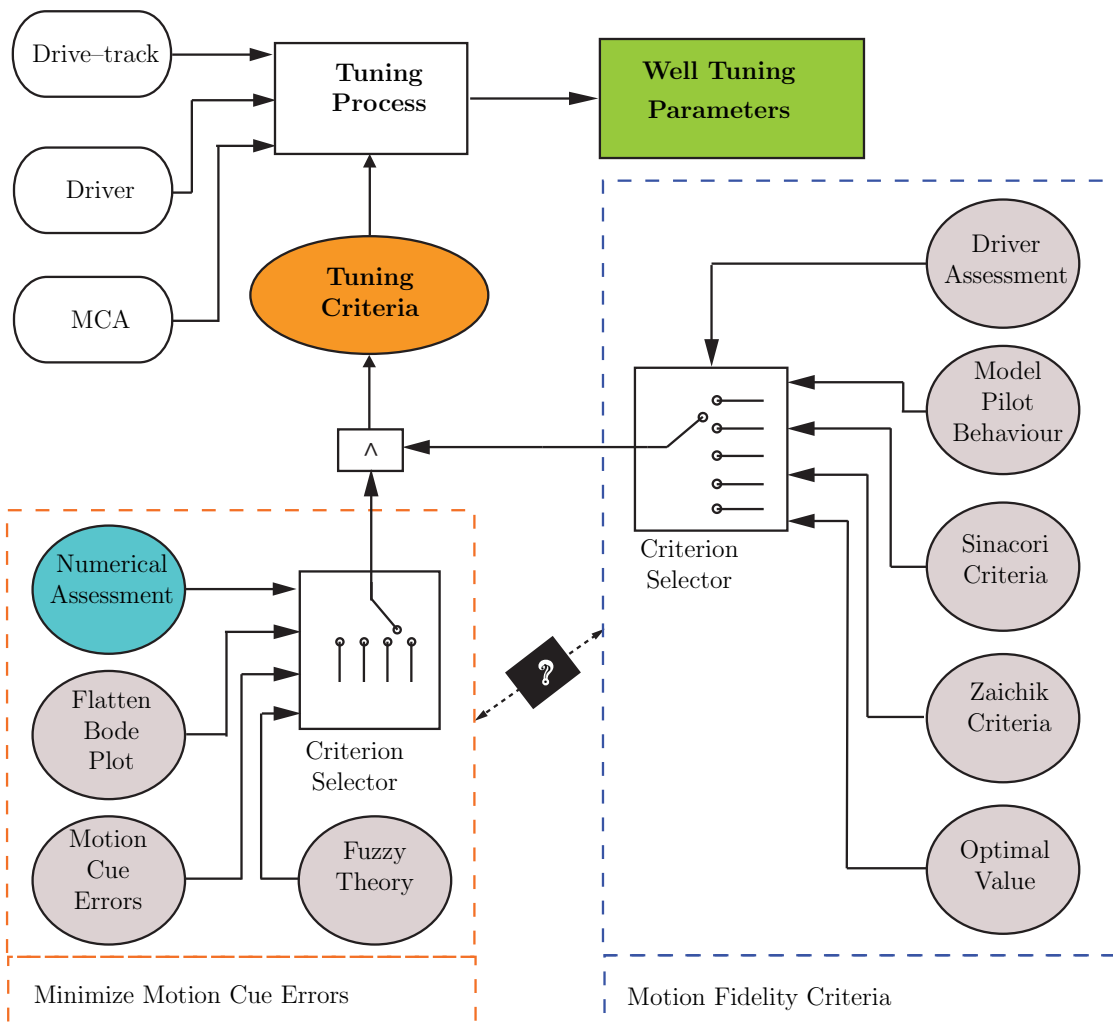 Drive–track
Tuning
Process
Well Tuning
Parameters
Driver
MCA
Tuning
Criteria
Driver
Assessment
Model
Pilot
Behaviour
Sinacori
Criteria
Zaichik
Criteria
Optimal
Value
Criterion
Selector
^
?
Numerical
Assessment
Flatten
Bode
Plot
Motion
Cue
Errors
Fuzzy
Theory
Criterion
Selector
Minimize Motion Cue Errors
Motion Fidelity Criteria